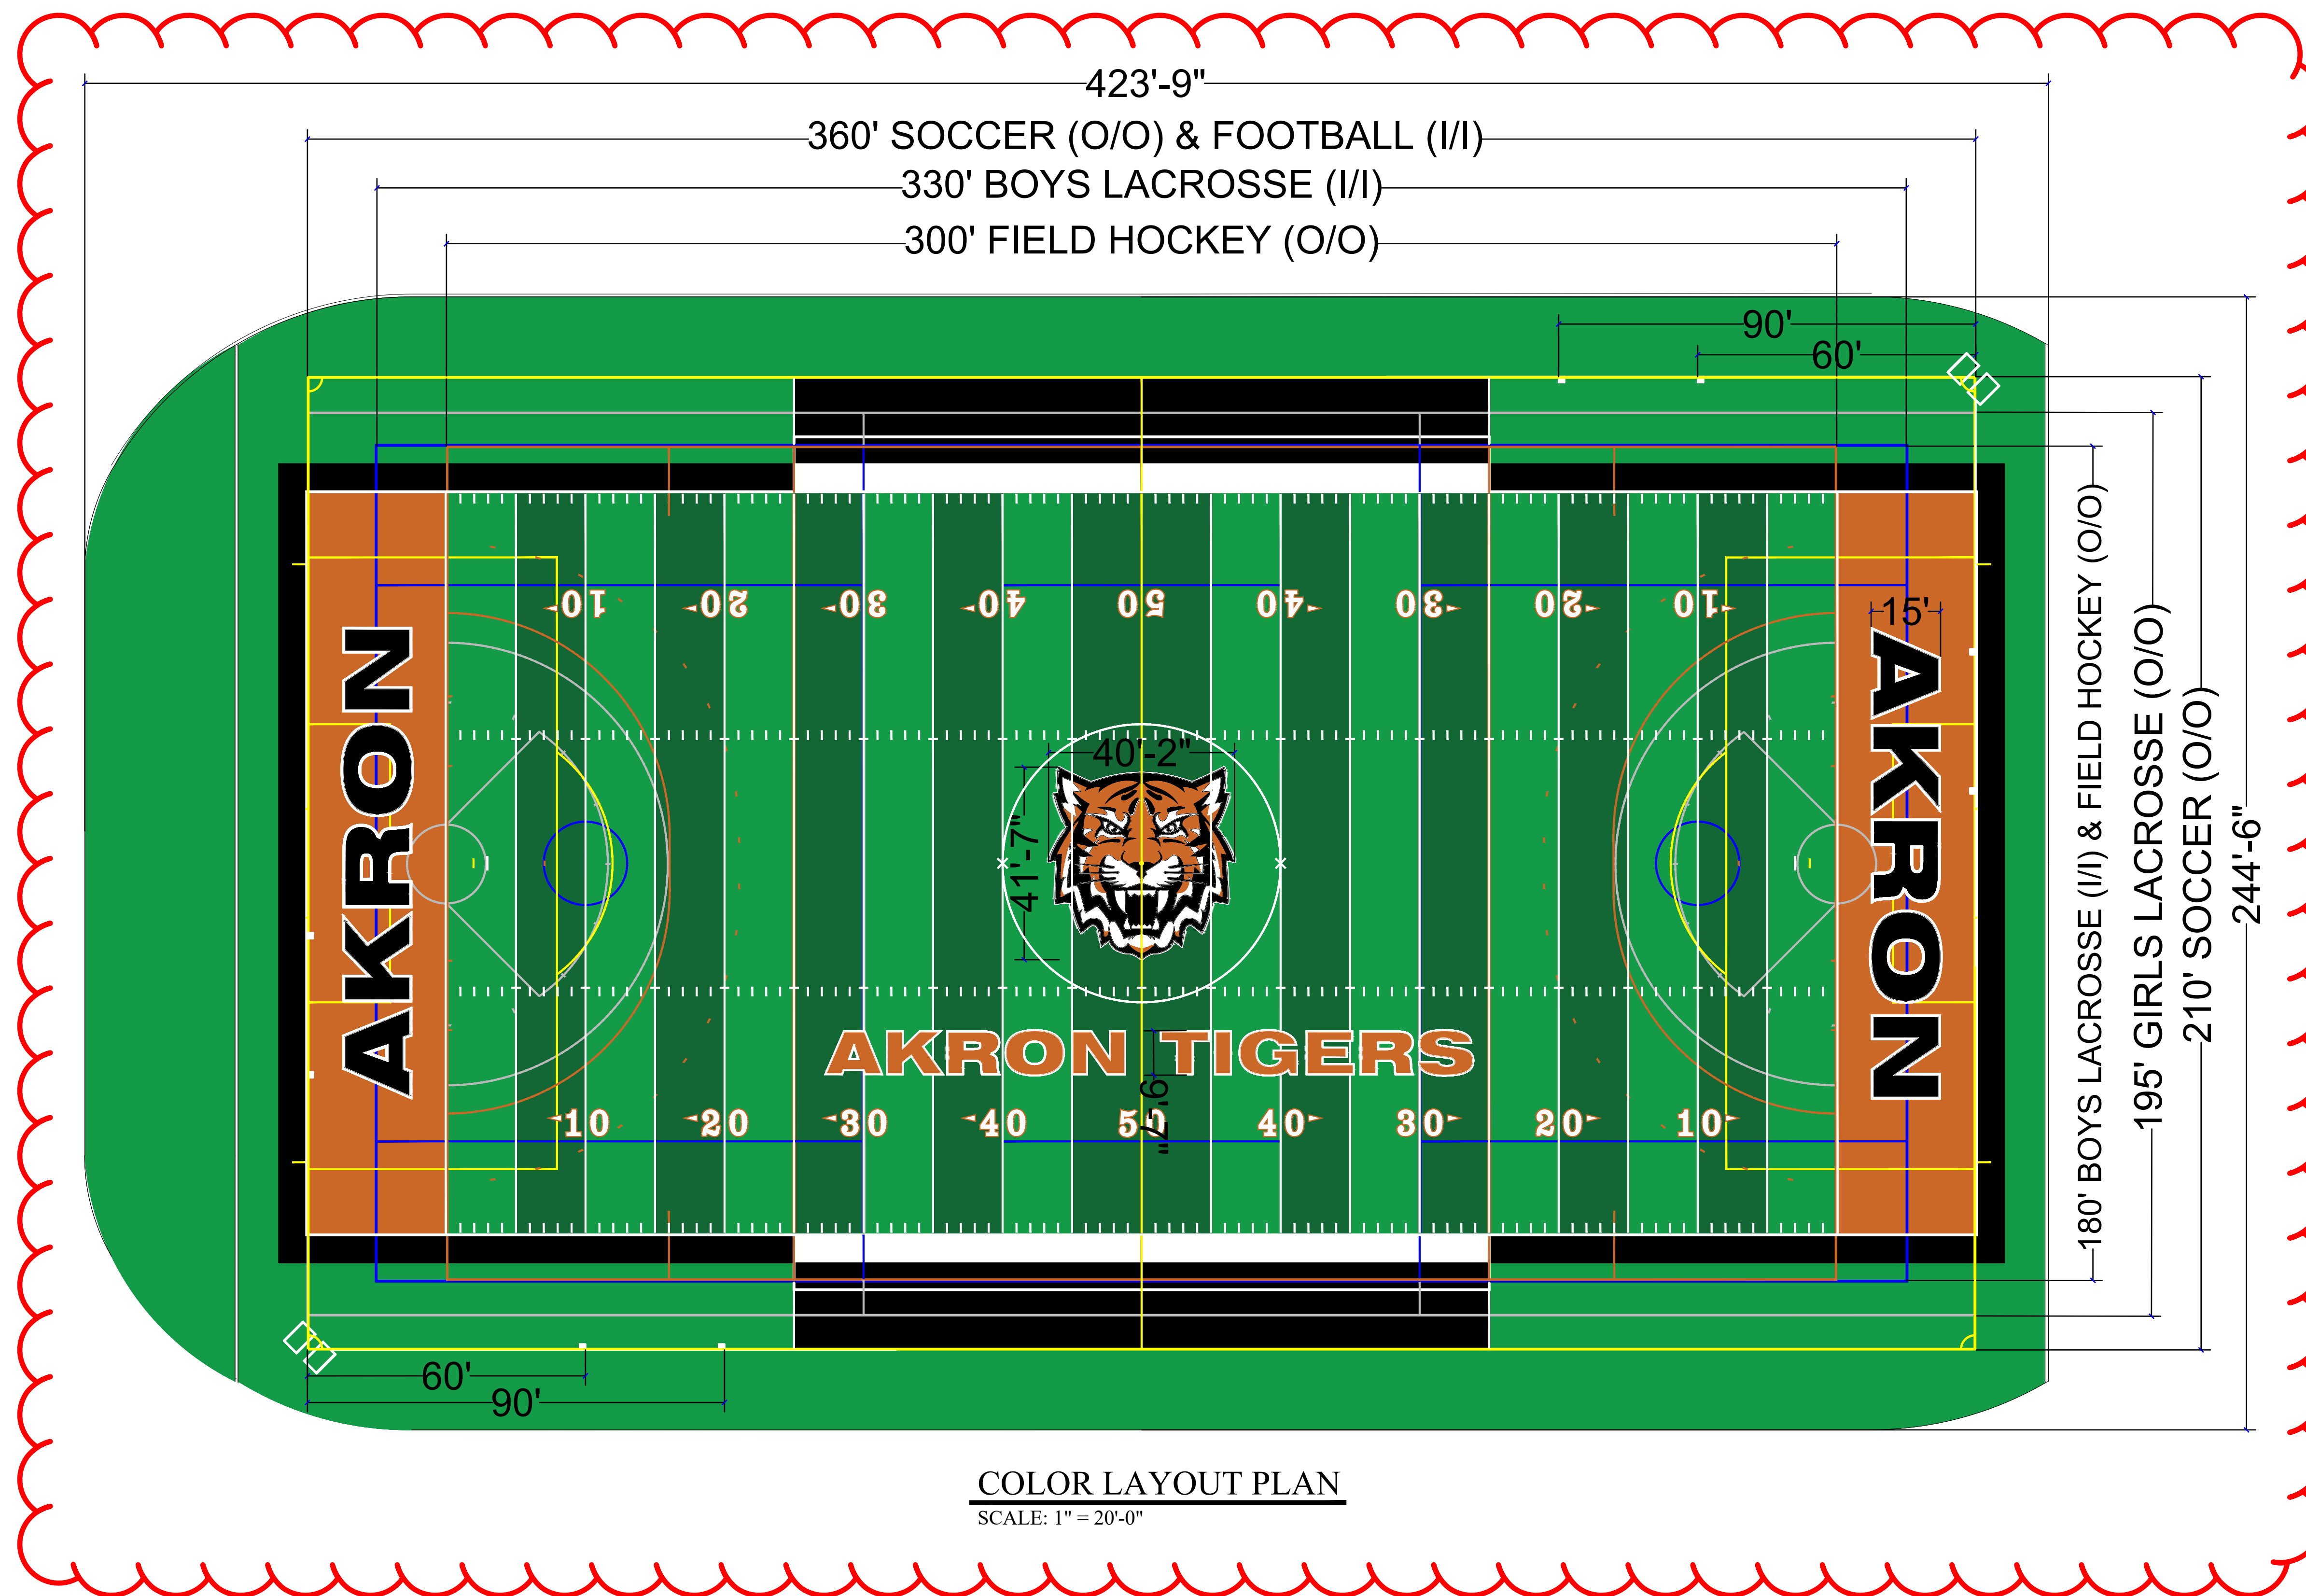 423'-9"
360' SOCCER (O/O) & FOOTBALL (I/I)
330' BOYS LACROSSE (I/I)
300' FIELD HOCKEY (O/O)
90'
60'
10 20 30 40 50 40 30 20 10
15'
AKRON
AKRON
40'-2"
41'-7"
AKRON TIGERS
7'-6"
10 20 30 40 50 40 30 20 10
180' BOYS LACROSSE (I/I) & FIELD HOCKEY (O/O)
195' GIRLS LACROSSE (O/O)
210' SOCCER (O/O)
244'-6"
60'
90'
COLOR LAYOUT PLAN
SCALE: 1" = 20'-0"